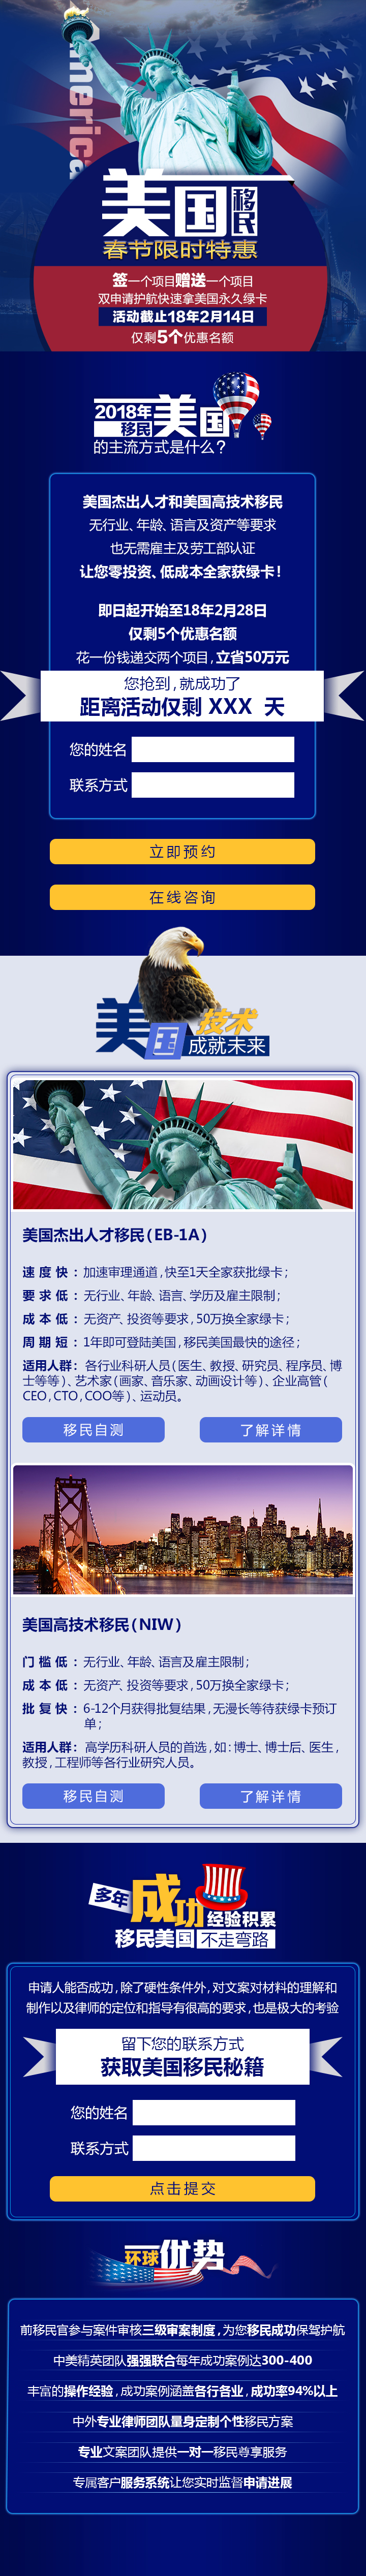 America
美国移民
春节限时特惠
签一个项目赠送一个项目
双申请护航快速拿美国永久绿卡
活动截止18年2月14日
仅剩5个优惠名额
2018年
移民美国
的主流方式是什么？
美国杰出人才和美国高技术移民
无行业、年龄、语言及资产等要求
也无需雇主及劳工部认证
让您零投资、低成本全家获绿卡！
即日起开始至18年2月28日
仅剩5个优惠名额
花一份钱递交两个项目，立省50万元
您抢到，就成功了
距离活动仅剩 XXX 天
您的姓名
联系方式
立即预约
在线咨询
美国技术
成就未来
美国杰出人才移民（EB-1A）
速度快：加速审理通道，快至1天全家获批绿卡；
要求低：无行业、年龄、语言、学历及雇主限制；
成本低：无资产、投资等要求，50万换全家绿卡；
周期短：1年即可登陆美国，移民美国最快的途径；
适用人群：各行业科研人员（医生、教授、研究员、程序员、博
士等等）、艺术家（画家、音乐家、动画设计等）、企业高管（
CEO，CTO，COO等）、运动员。
移民自测 了解详情
美国高技术移民（NIW）
门槛低：无行业、年龄、语言及雇主限制；
成本低：无资产、投资等要求，50万换全家绿卡；
批复快：6-12个月获得批复结果，无漫长等待获绿卡预订
单；
适用人群：高学历科研人员的首选，如：博士、博士后、医生，
教授，工程师等各行业研究人员。
移民自测 了解详情
多年成功经验积累
移民美国 不走弯路
申请人能否成功，除了硬性条件外，对文案对材料的理解和
制作以及律师的定位和指导有很高的要求，也是极大的考验
留下您的联系方式
获取美国移民秘籍
您的姓名
联系方式
点击提交
环球优势
前移民官参与案件审核三级审案制度，为您移民成功保驾护航
中美精英团队强强联合每年成功案例达300-400
丰富的操作经验，成功案例涵盖各行各业，成功率94%以上
中外专业律师团队量身定制个性移民方案
专业文案团队提供一对一移民尊享服务
专属客户服务系统让您实时监督申请进展